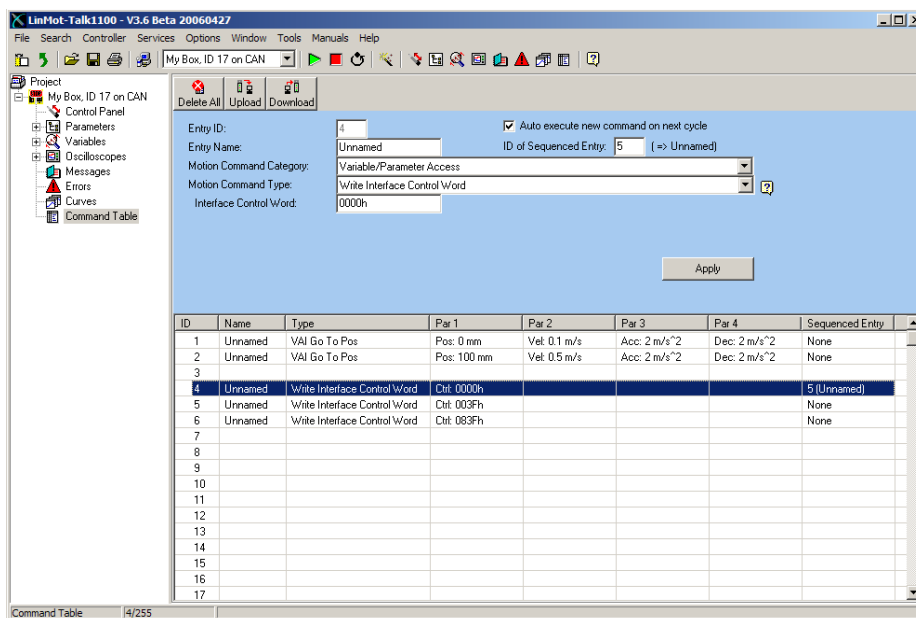 LinMot-Talk1100 - V3.6 Beta 20060427
File Search Controller Services Options Window Tools Manuals Help
My Box, ID 17 on CAN
Project
My Box, ID 17 on CAN
Control Panel
Parameters
Variables
Oscilloscopes
Messages
Errors
Curves
Command Table
Delete All Upload Download
Entry ID: 4 Auto execute new command on next cycle
Entry Name: Unnamed ID of Sequenced Entry: 5 ( => Unnamed)
Motion Command Category: Variable/Parameter Access
Motion Command Type: Write Interface Control Word
Interface Control Word: 0000h
Apply
ID Name Type Par 1 Par 2 Par 3 Par 4 Sequenced Entry
1 Unnamed VAI Go To Pos Pos: 0 mm Vel: 0.1 m/s Acc: 2 m/s^2 Dec: 2 m/s^2 None
2 Unnamed VAI Go To Pos Pos: 100 mm Vel: 0.5 m/s Acc: 2 m/s^2 Dec: 2 m/s^2 None
3
4 Unnamed Write Interface Control Word Ctrl: 0000h 5 (Unnamed)
5 Unnamed Write Interface Control Word Ctrl: 003Fh None
6 Unnamed Write Interface Control Word Ctrl: 083Fh None
7
8
9
10
11
12
13
14
15
16
17
Command Table 4/255